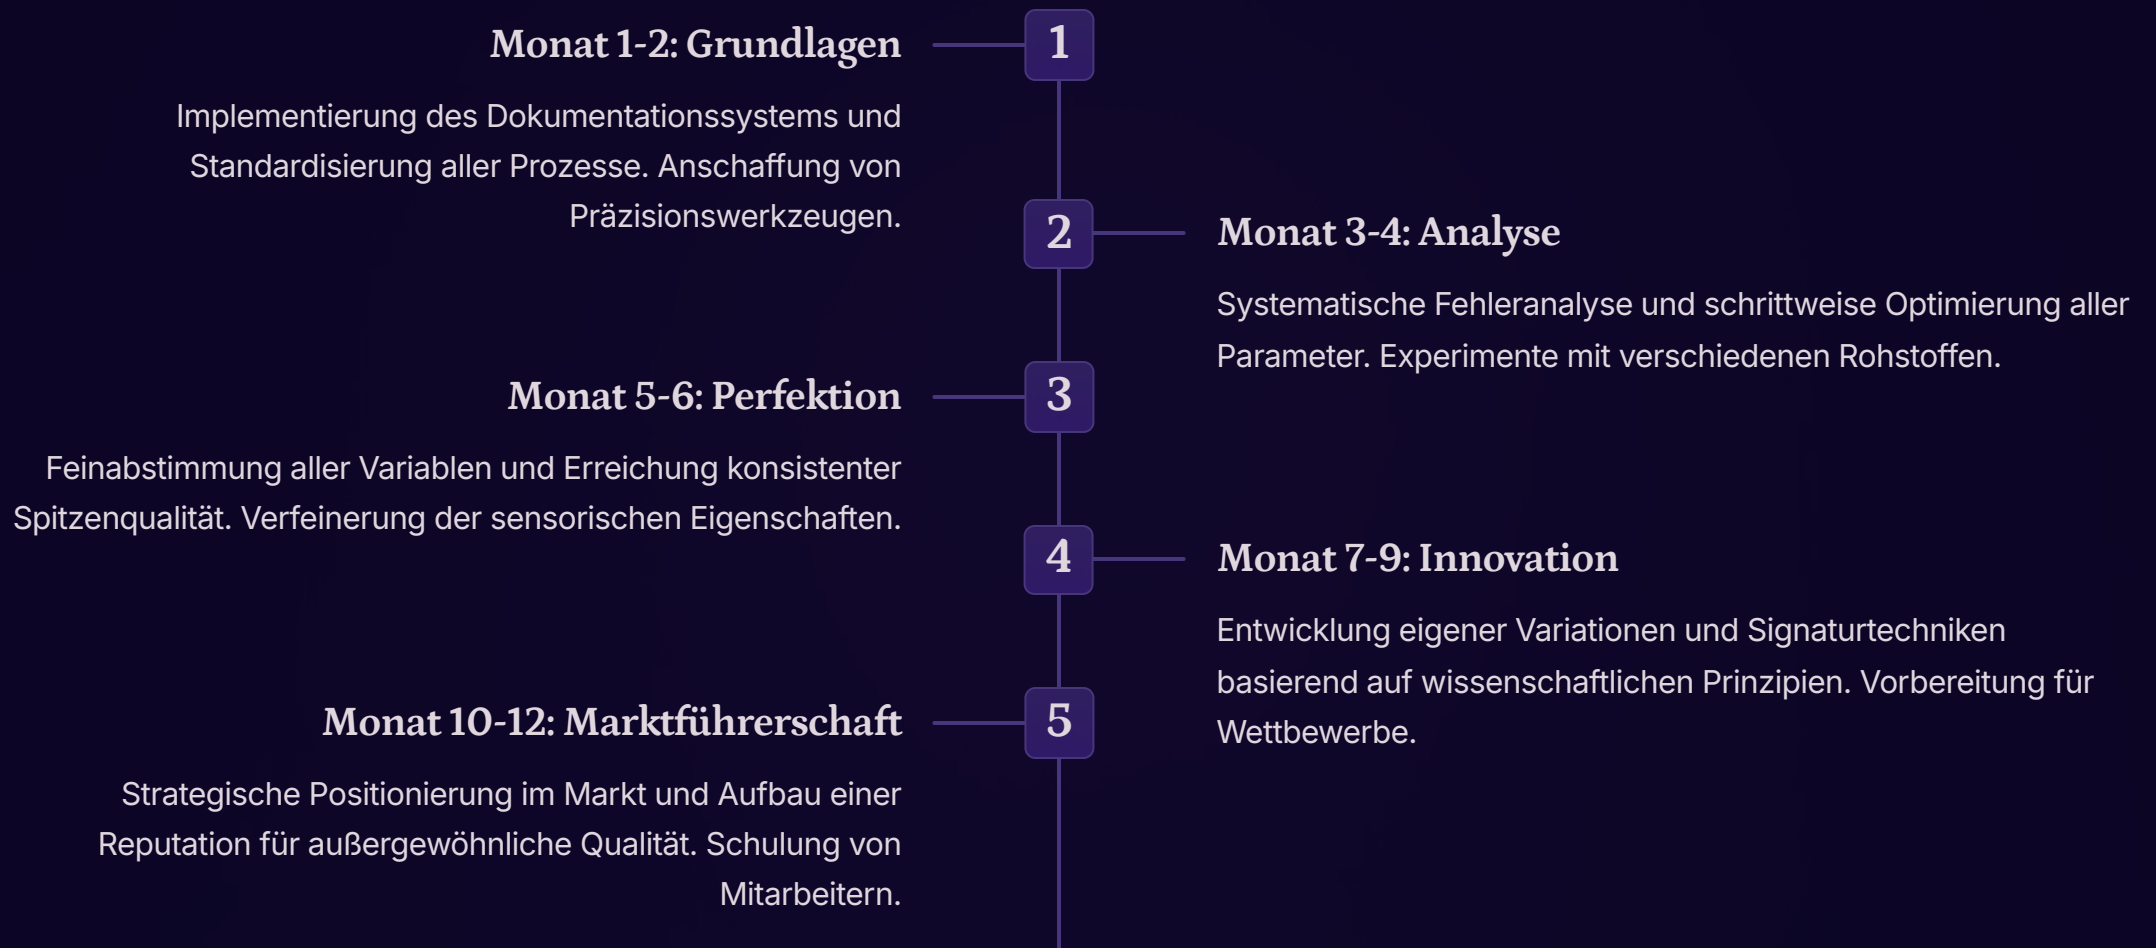 Monat 1-2: Grundlagen
1
Implementierung des Dokumentationssystems und
Standardisierung aller Prozesse. Anschaffung von
Präzisionswerkzeugen.
2
Monat 3-4: Analyse
Systematische Fehleranalyse und schrittweise Optimierung aller
Parameter. Experimente mit verschiedenen Rohstoffen.
Monat 5-6: Perfektion
3
Feinabstimmung aller Variablen und Erreichung konsistenter
Spitzenqualität. Verfeinerung der sensorischen Eigenschaften.
4
Monat 7-9: Innovation
Entwicklung eigener Variationen und Signaturtechniken
basierend auf wissenschaftlichen Prinzipien. Vorbereitung für
Wettbewerbe.
Monat 10-12: Marktführerschaft
5
Strategische Positionierung im Markt und Aufbau einer
Reputation für außergewöhnliche Qualität. Schulung von
Mitarbeitern.